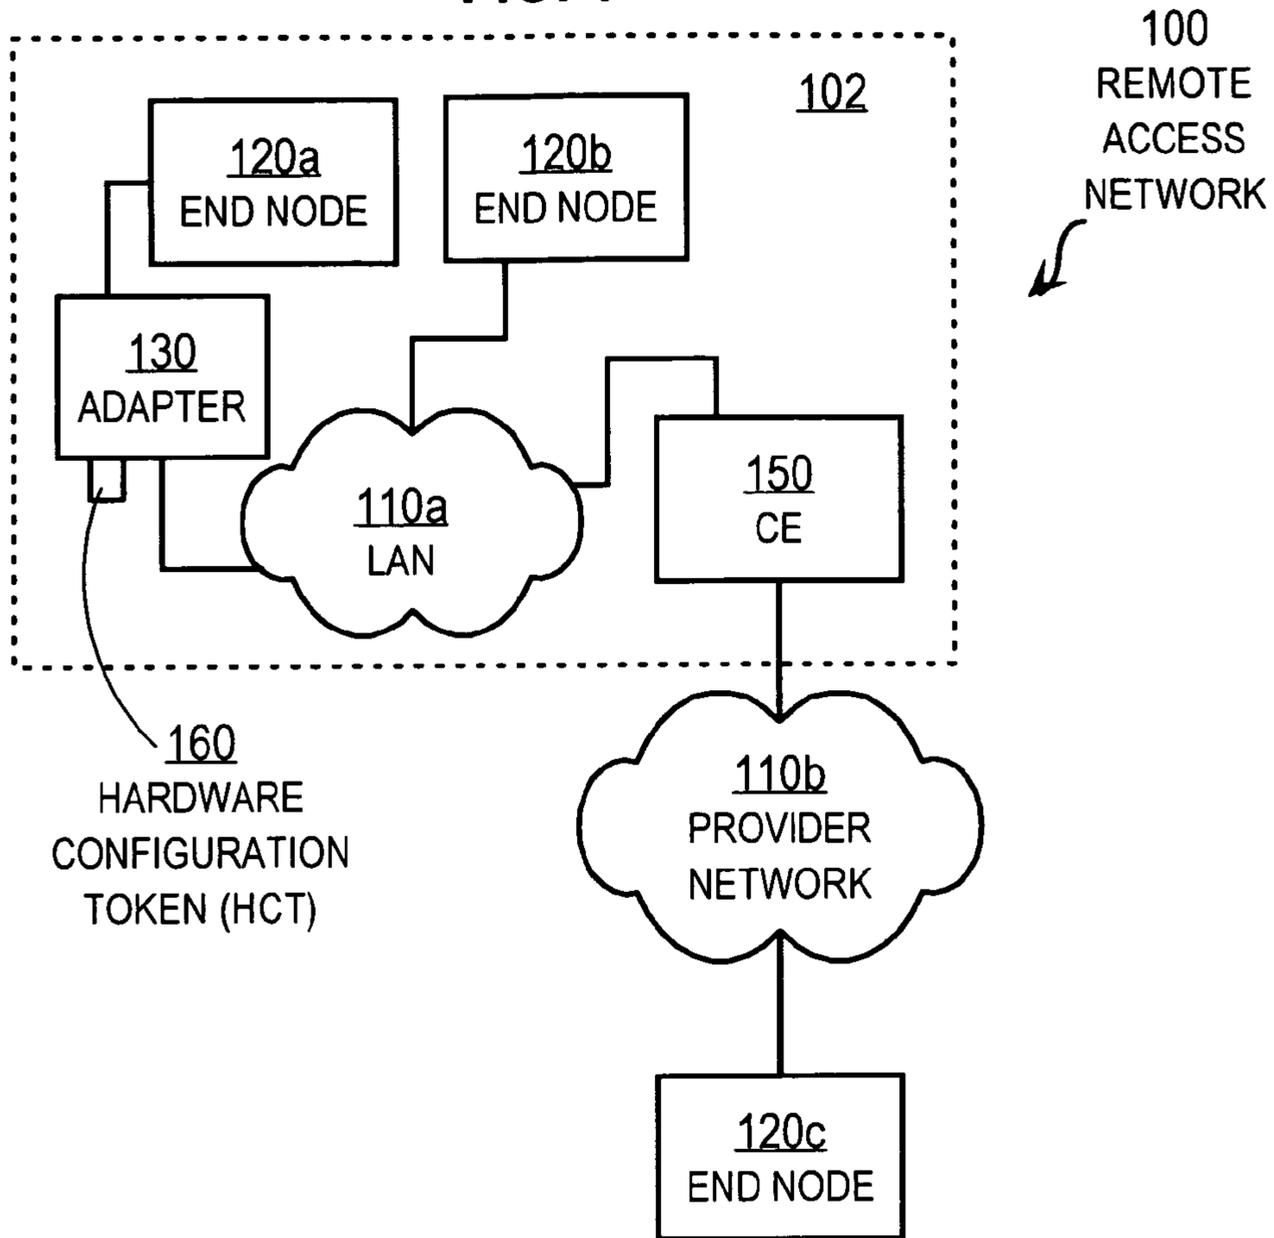 100
REMOTE
ACCESS
NETWORK
102
120a
END NODE
120b
END NODE
130
ADAPTER
110a
LAN
150
CE
160
HARDWARE
CONFIGURATION
TOKEN (HCT)
110b
PROVIDER
NETWORK
120c
END NODE